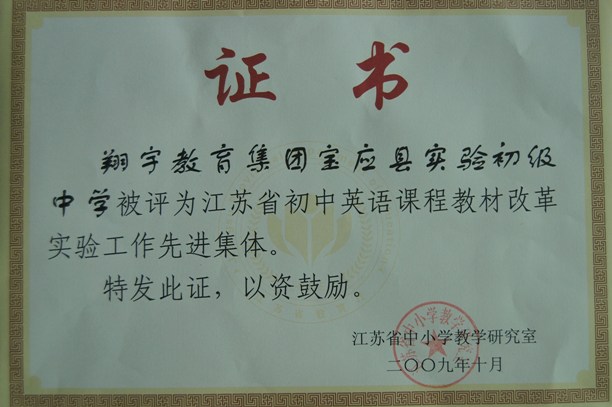 证书
翔宇教育集团宝应县实验初级
中学被评为江苏省初中英语课程教材改革
实验工作先进集体。
特发此证，以资鼓励。
江苏省中小学教学研究室
二〇〇九年十月